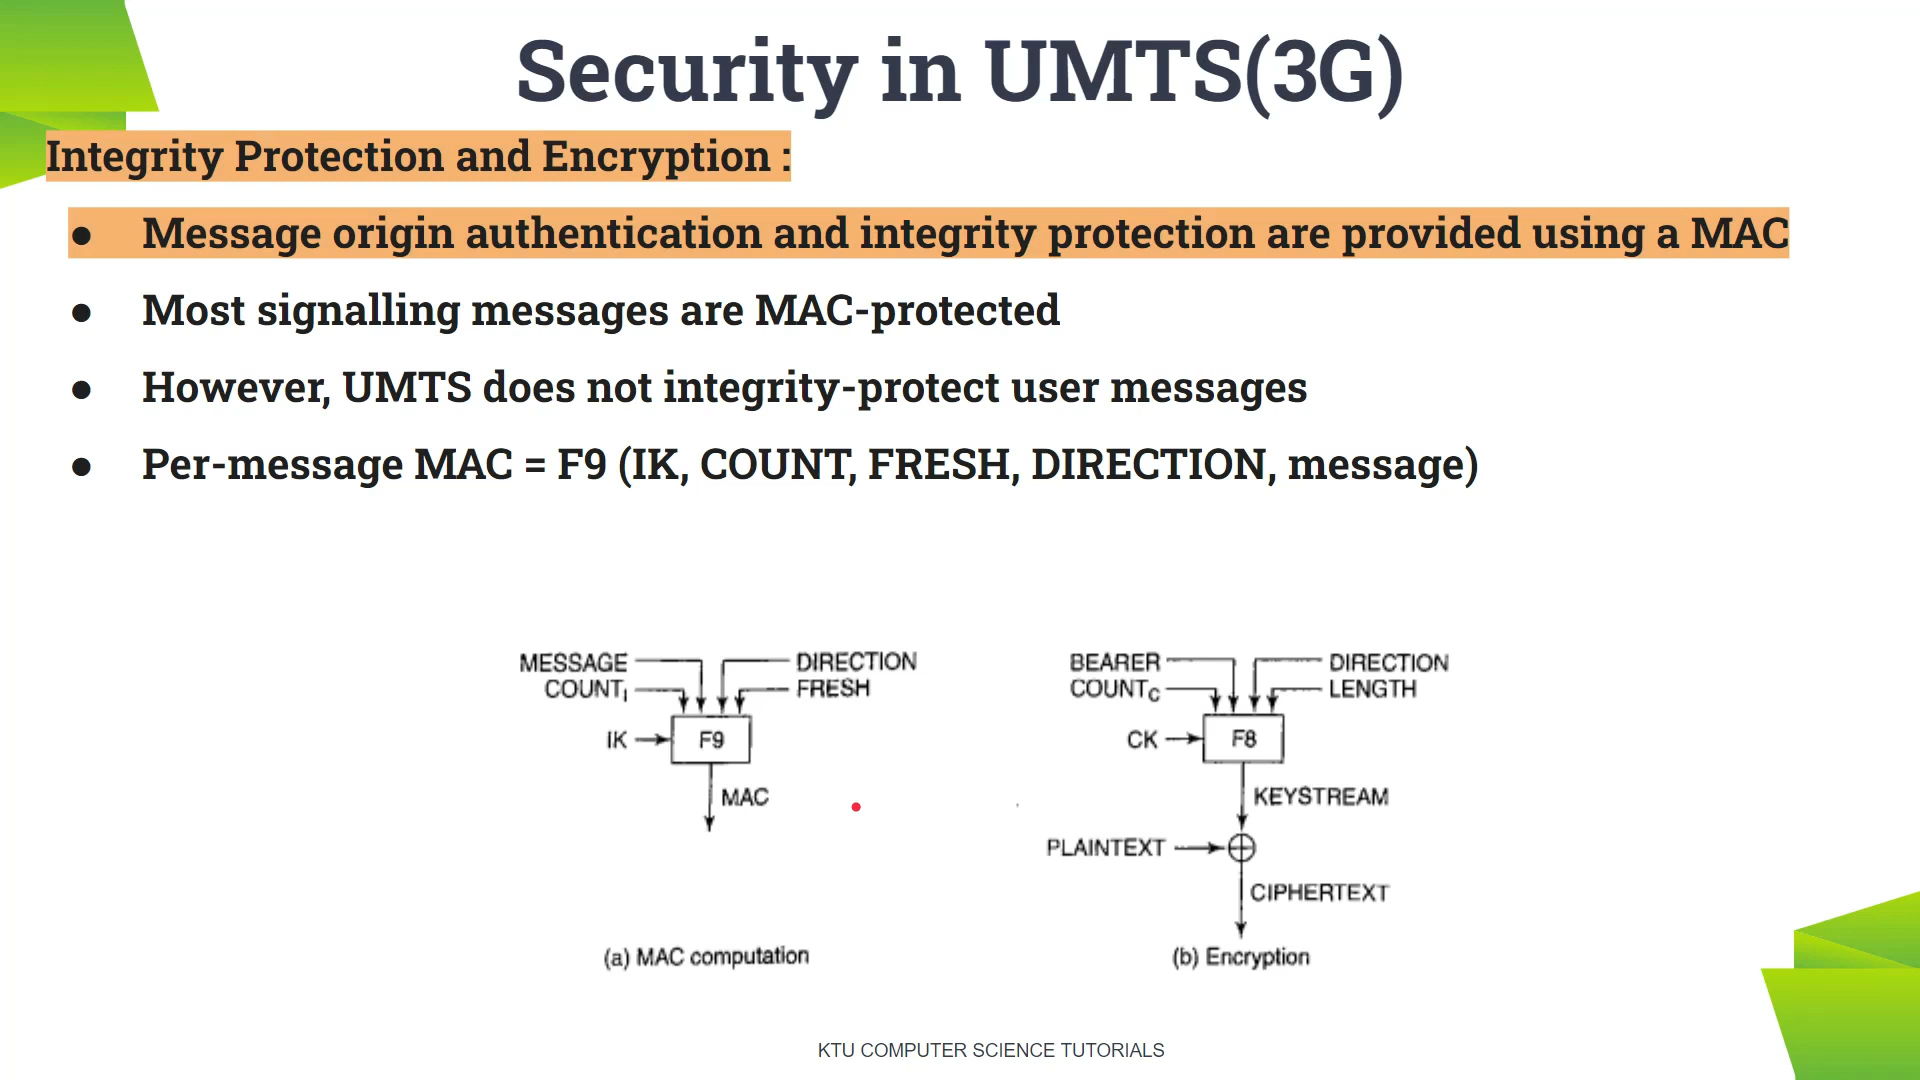 Security in UMTS(3G)
Integrity Protection and Encryption :
● Message origin authentication and integrity protection are provided using a MAC
● Most signalling messages are MAC-protected
● However, UMTS does not integrity-protect user messages
● Per-message MAC = F9 (IK, COUNT, FRESH, DIRECTION, message)
MESSAGE DIRECTION
COUNTI FRESH
IK F9
MAC
(a) MAC computation
BEARER DIRECTION
COUNTC LENGTH
CK F8
KEYSTREAM
PLAINTEXT
CIPHERTEXT
(b) Encryption
KTU COMPUTER SCIENCE TUTORIALS